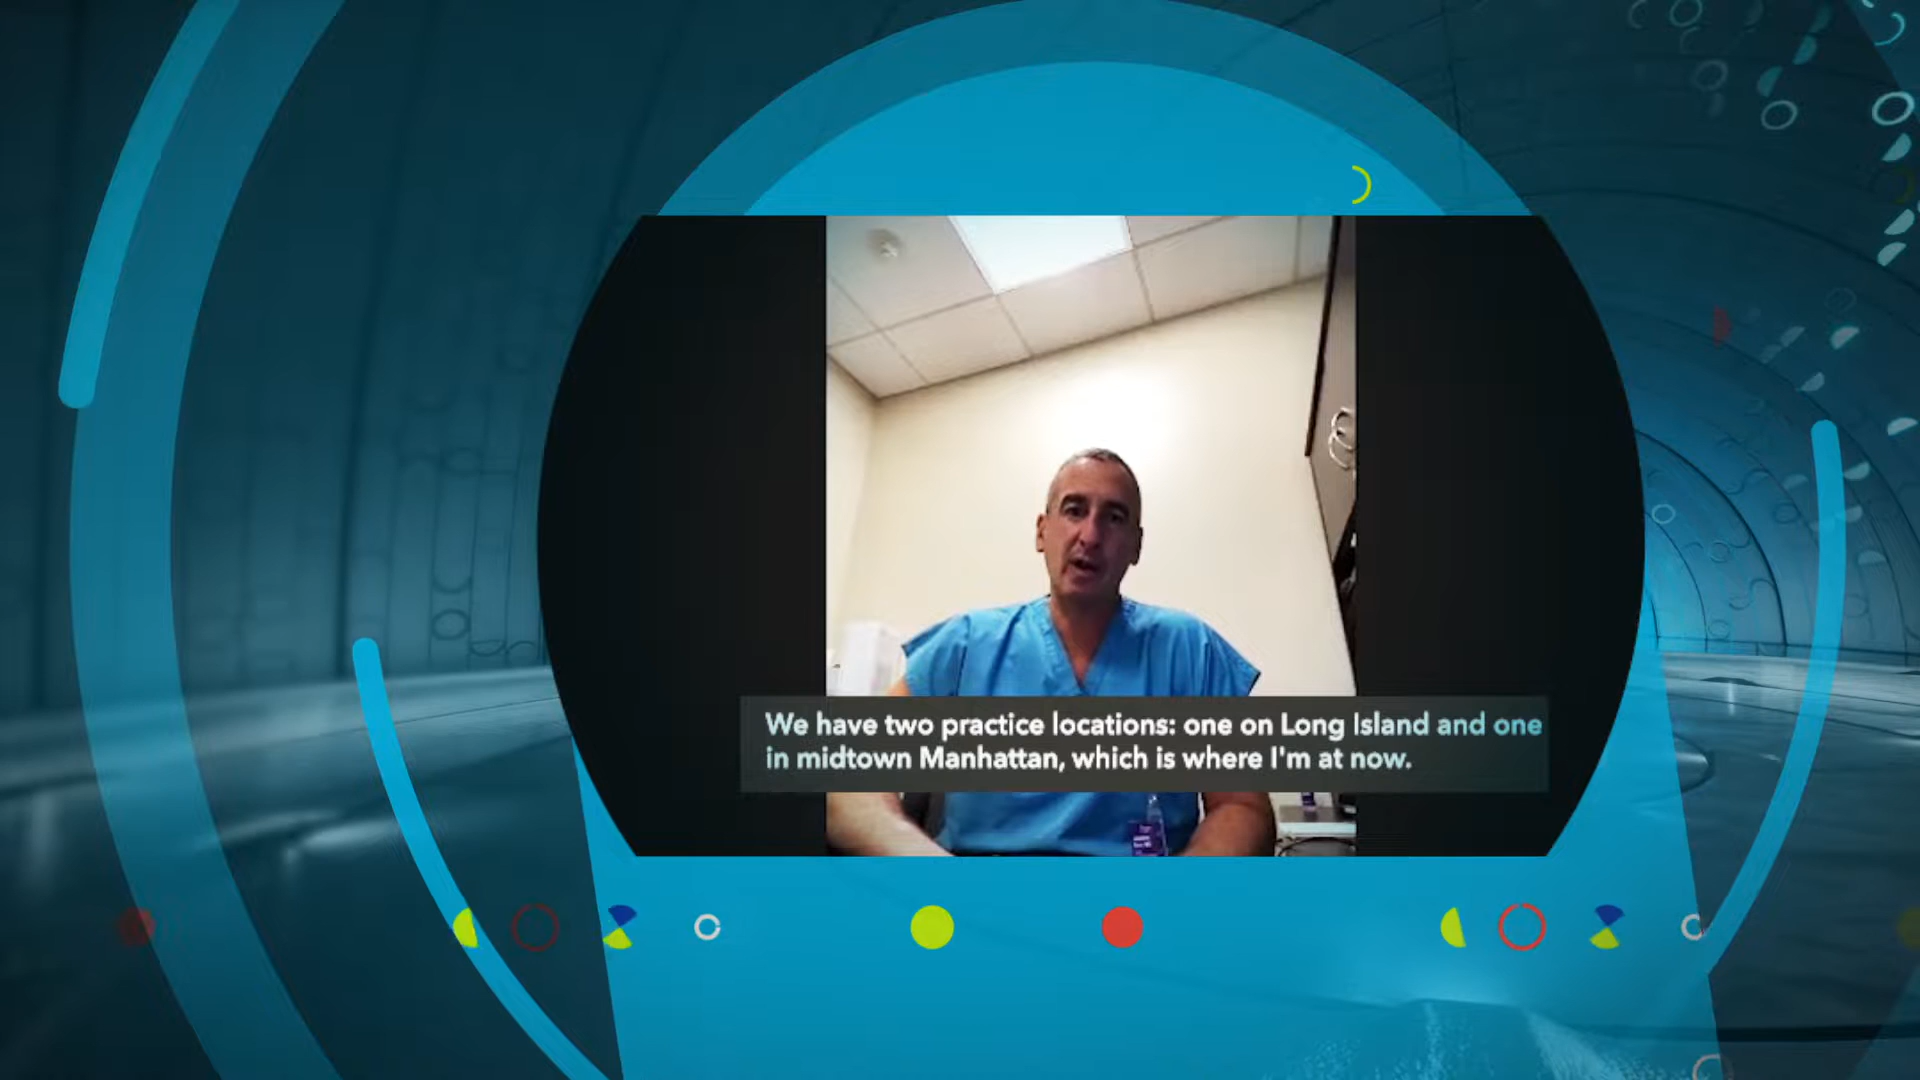 We have two practice locations: one on Long Island and one
in midtown Manhattan, which is where I'm at now.